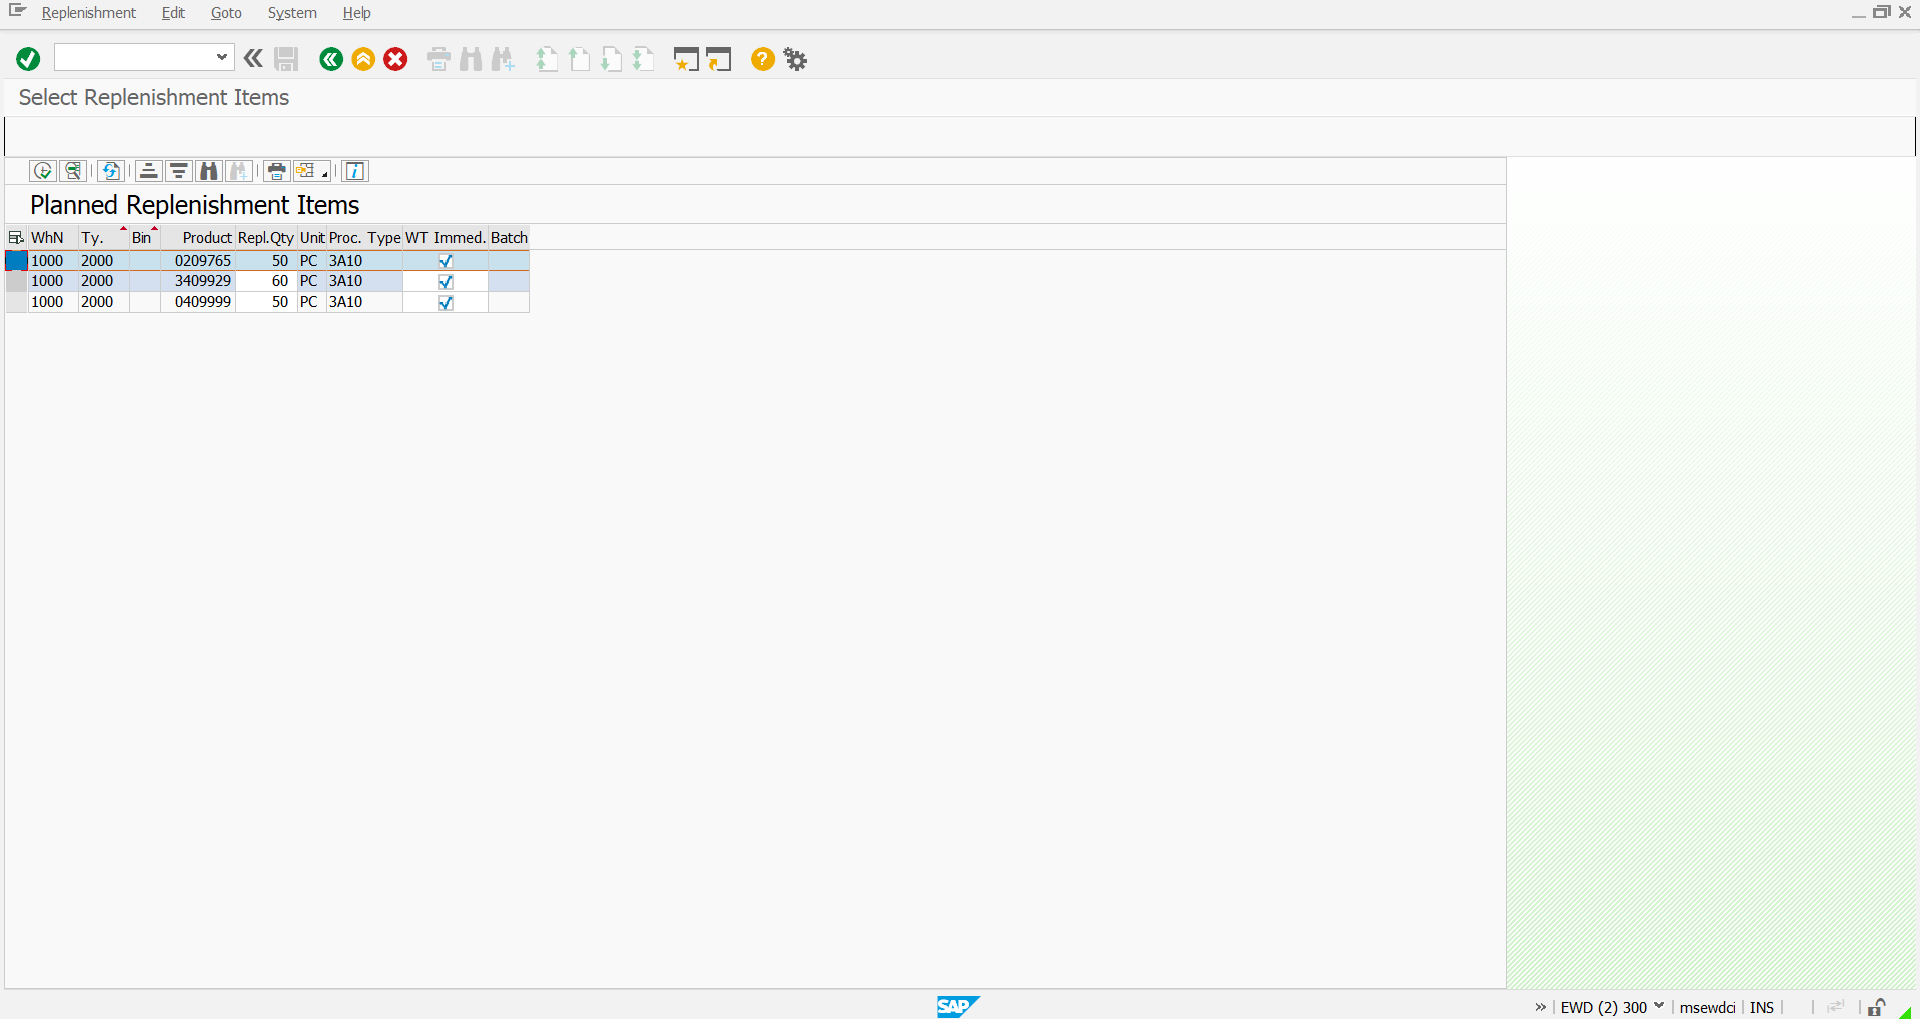 Replenishment Edit Goto System Help
Select Replenishment Items
Planned Replenishment Items
WhN Ty. Bin Product Repl.Qty Unit Proc. Type WT Immed. Batch
1000 2000 0209765 50 PC 3A10
1000 2000 3409929 60 PC 3A10
1000 2000 0409999 50 PC 3A10
SAP » EWD (2) 300 msewdci INS